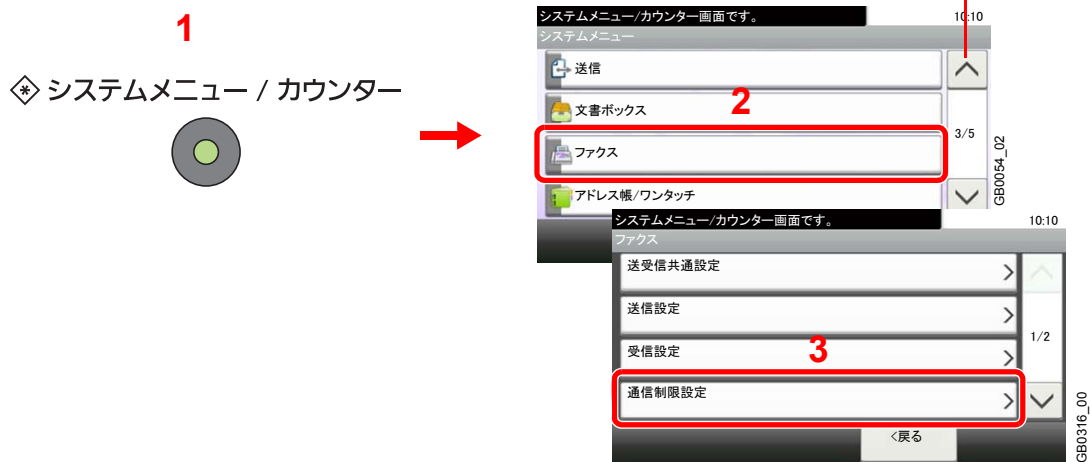 1
システムメニュー / カウンター
システムメニュー/カウンター画面です。
10:10
システムメニュー
送信
文書ボックス
2
ファクス
アドレス帳/ワンタッチ
3/5
GB0054_02
システムメニュー/カウンター画面です。
10:10
ファクス
送受信共通設定
送信設定
受信設定
3
通信制限設定
1/2
<戻る
GB0316_00